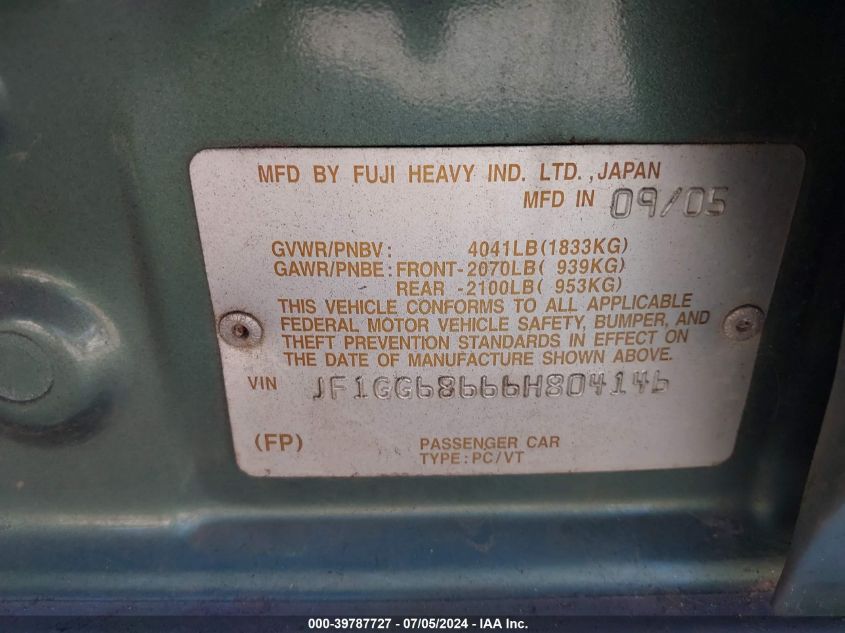 MFD BY FUJI HEAVY IND. LTD. ,JAPAN
MFD IN 09/05
GVWR/PNBV: 4041LB(1833KG)
GAWR/PNBE: FRONT-2070LB( 939KG)
REAR -2100LB( 953KG)
THIS VEHICLE CONFORMS TO ALL APPLICABLE
FEDERAL MOTOR VEHICLE SAFETY, BUMPER, AND
THEFT PREVENTION STANDARDS IN EFFECT ON
THE DATE OF MANUFACTURE SHOWN ABOVE.
VIN JF1GG68666H804146
(FP) PASSENGER CAR
TYPE: PC/VT
000-39787727 - 07/05/2024 - IAA Inc.